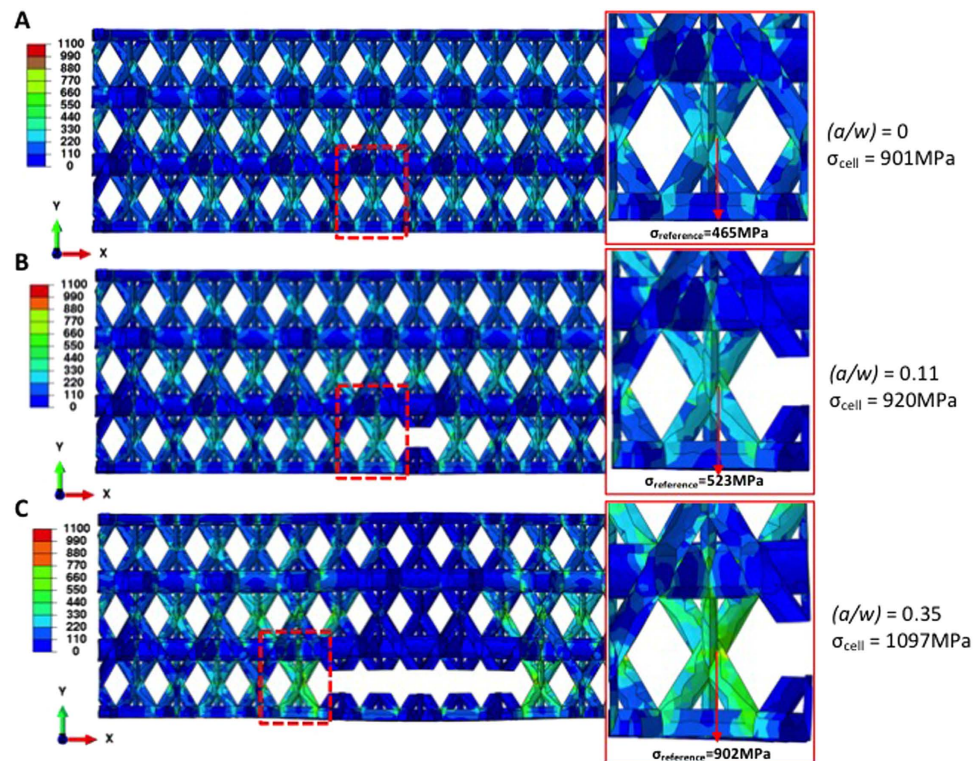 A
1100
990
880
770
660
550
440
330
220
110
0
Y
X
(a/w) = 0
σcell = 901MPa
σreference=465MPa
B
1100
990
880
770
660
550
440
330
220
110
0
Y
X
(a/w) = 0.11
σcell = 920MPa
σreference=523MPa
C
1100
990
880
770
660
550
440
330
220
110
0
Y
X
(a/w) = 0.35
σcell = 1097MPa
σreference=902MPa